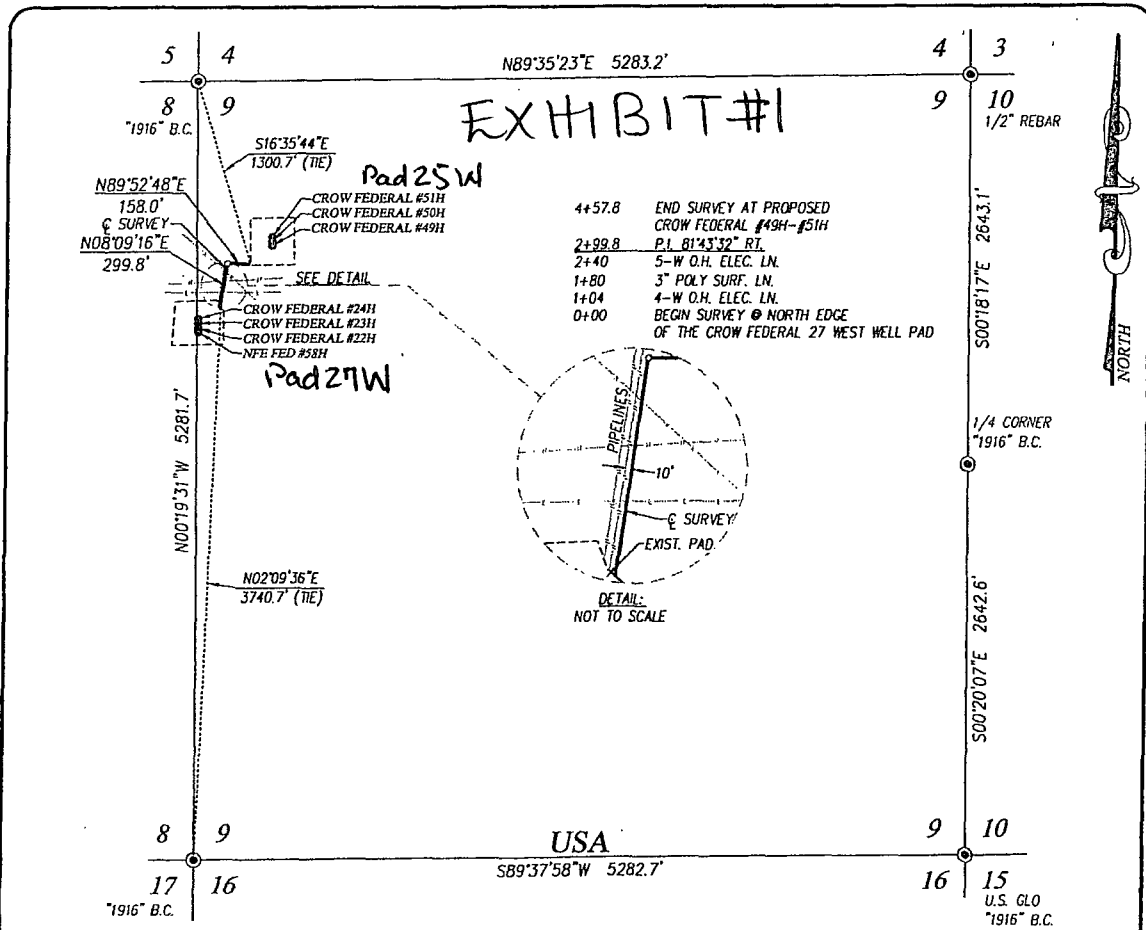 5 4
4 3
N89°35'23"E 5283.2'
8 9
9 10
"1916" B.C.
1/2" REBAR
EXHIBIT #1
S16°35'44"E
1300.7' (TIE)
Pad 25W
N89°52'48"E
158.0'
CROW FEDERAL #51H
CROW FEDERAL #50H
CROW FEDERAL #49H
℄ SURVEY
N08°09'16"E
299.8'
SEE DETAIL
CROW FEDERAL #24H
CROW FEDERAL #23H
CROW FEDERAL #22H
NFE FED #58H
Pad 27W
4+57.8 END SURVEY AT PROPOSED
CROW FEDERAL #49H-#51H
2+99.8 P.I. 81°43'32" RT.
2+40 5-W O.H. ELEC. LN.
1+80 3" POLY SURF. LN.
1+04 4-W O.H. ELEC. LN.
0+00 BEGIN SURVEY @ NORTH EDGE
OF THE CROW FEDERAL 27 WEST WELL PAD
S00°18'17"E 2643.1'
NORTH
1/4 CORNER
"1916" B.C.
PIPELINES
10'
℄ SURVEY
EXIST. PAD
DETAIL:
NOT TO SCALE
N00°19'31"W 5281.7'
N02°09'36"E
3740.7' (TIE)
S00°20'07"E 2642.6'
8 9
USA
9 10
S89°37'58"W 5282.7'
17 16
16 15
"1916" B.C.
U.S. GLO
"1916" B.C.